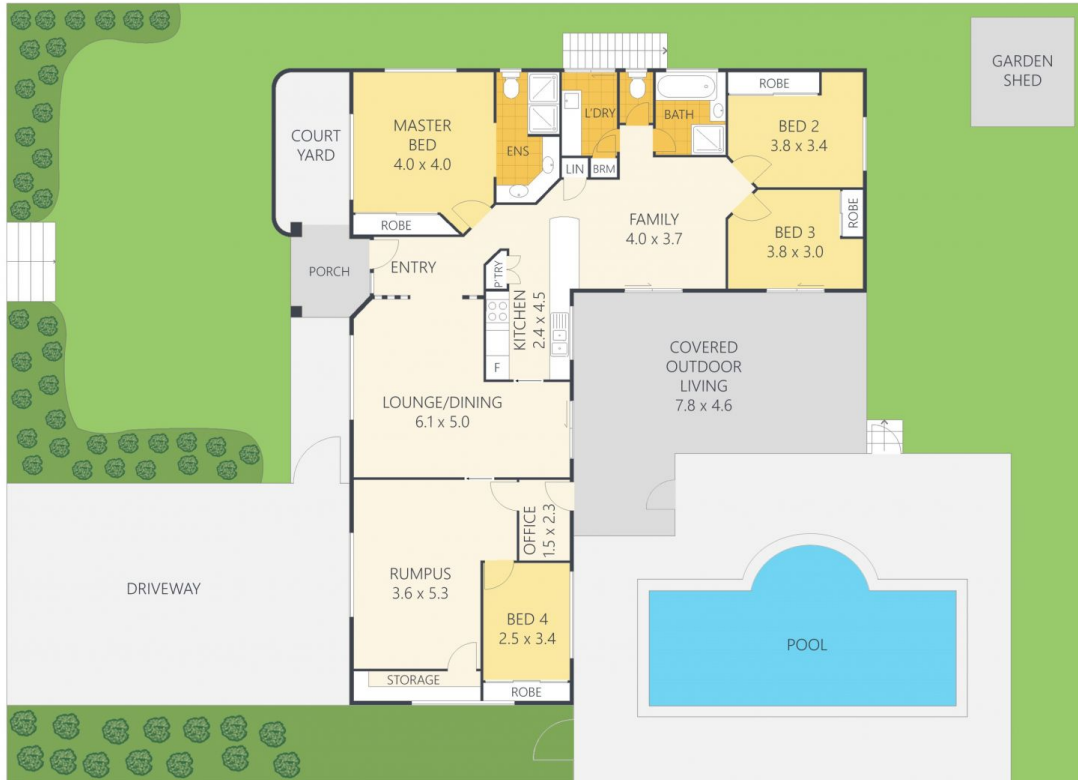 GARDEN
SHED
COURT
YARD
MASTER
BED
4.0 x 4.0
ROBE
ENS
L'DRY
LIN
BRM
BATH
ROBE
BED 2
3.8 x 3.4
BED 3
3.8 x 3.0
ROBE
FAMILY
4.0 x 3.7
PORCH
ENTRY
P'TRY
KITCHEN
2.4 x 4.5
F
COVERED
OUTDOOR
LIVING
7.8 x 4.6
LOUNGE/DINING
6.1 x 5.0
OFFICE
1.5 x 2.3
DRIVEWAY
RUMPUS
3.6 x 5.3
BED 4
2.5 x 3.4
STORAGE
ROBE
POOL